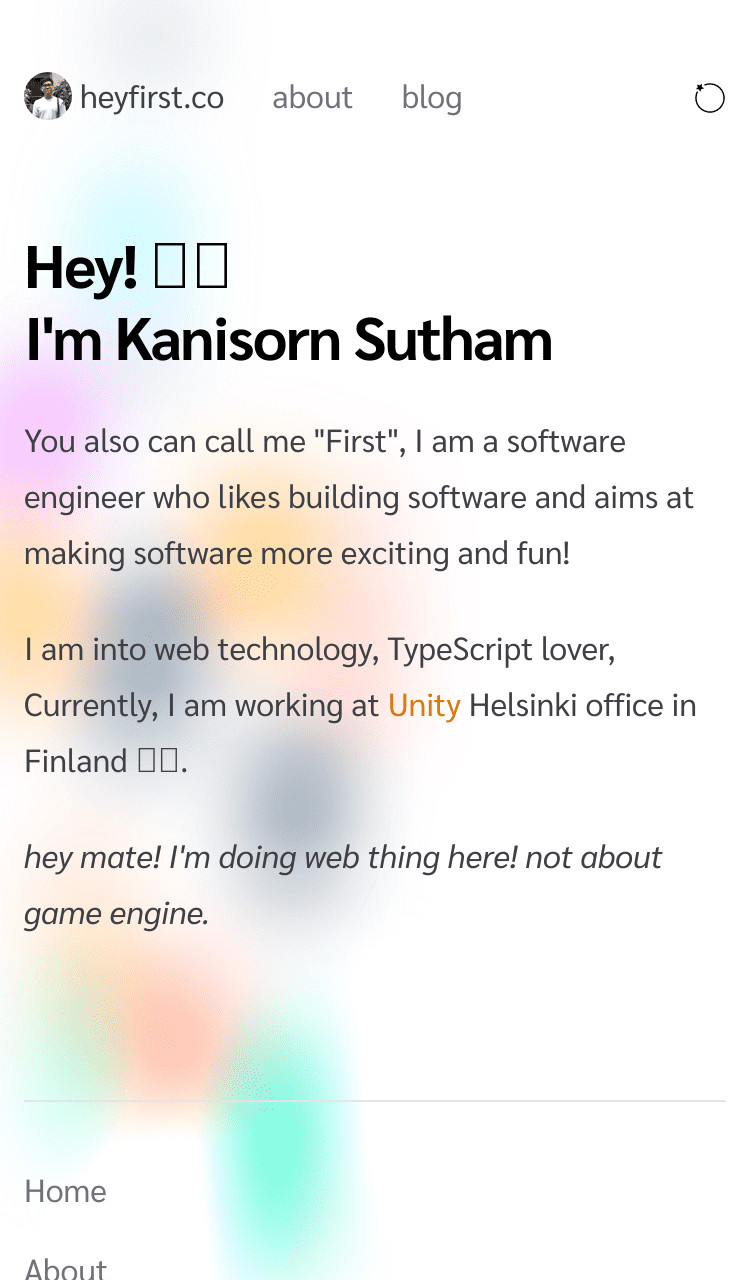 heyfirst.co about blog
Hey!
I'm Kanisorn Sutham
You also can call me "First", I am a software
engineer who likes building software and aims at
making software more exciting and fun!
I am into web technology, TypeScript lover,
Currently, I am working at Unity Helsinki office in
Finland .
hey mate! I'm doing web thing here! not about
game engine.
Home
About